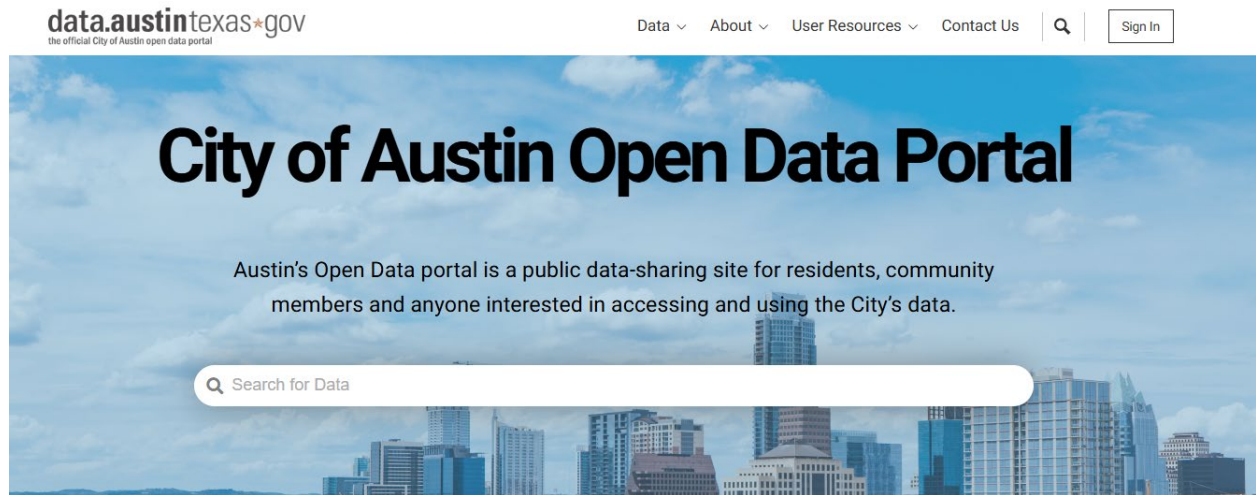 data.austintexas.gov
the official City of Austin open data portal
Data
About
User Resources
Contact Us
Sign In
City of Austin Open Data Portal
Austin’s Open Data portal is a public data-sharing site for residents, community
members and anyone interested in accessing and using the City’s data.
Search for Data